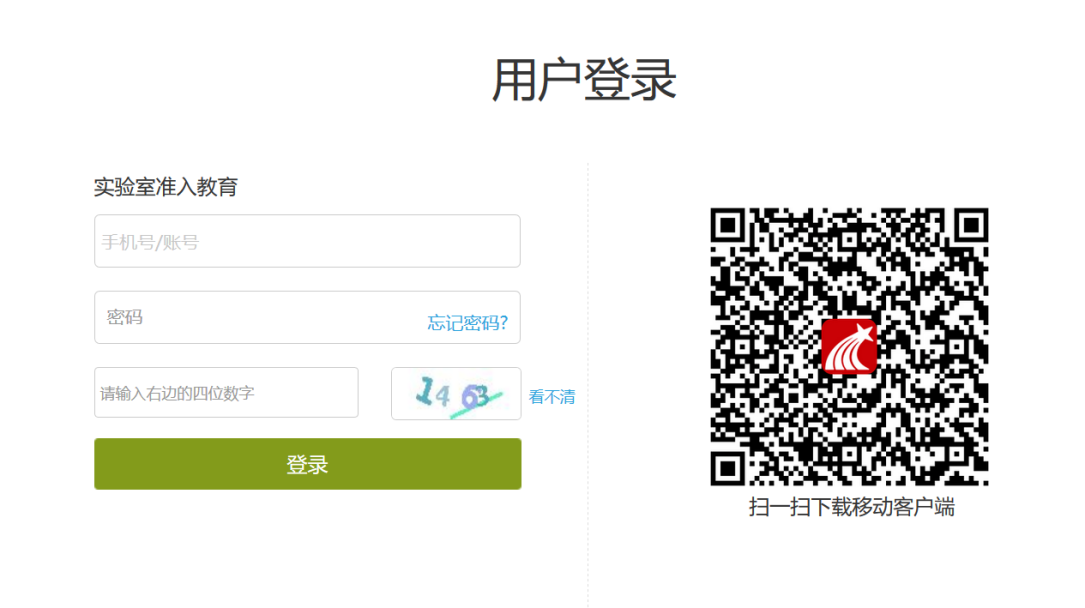 用户登录
实验室准入教育
手机号/账号
密码
忘记密码?
请输入右边的四位数字
1463
看不清
登录
扫一扫下载移动客户端